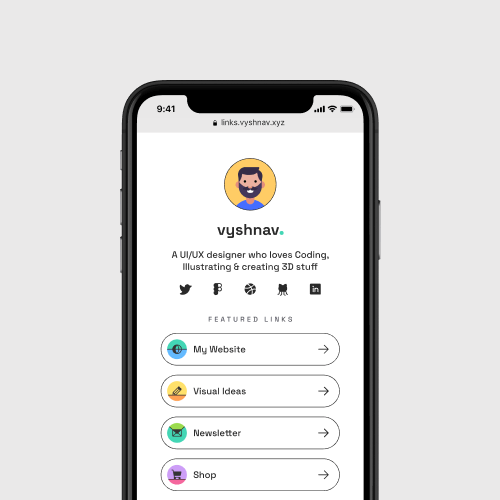 9:41
links.vyshnav.xyz
vyshnav.
A UI/UX designer who loves Coding,
Illustrating & creating 3D stuff
in
FEATURED LINKS
My Website
Visual Ideas
Newsletter
Shop